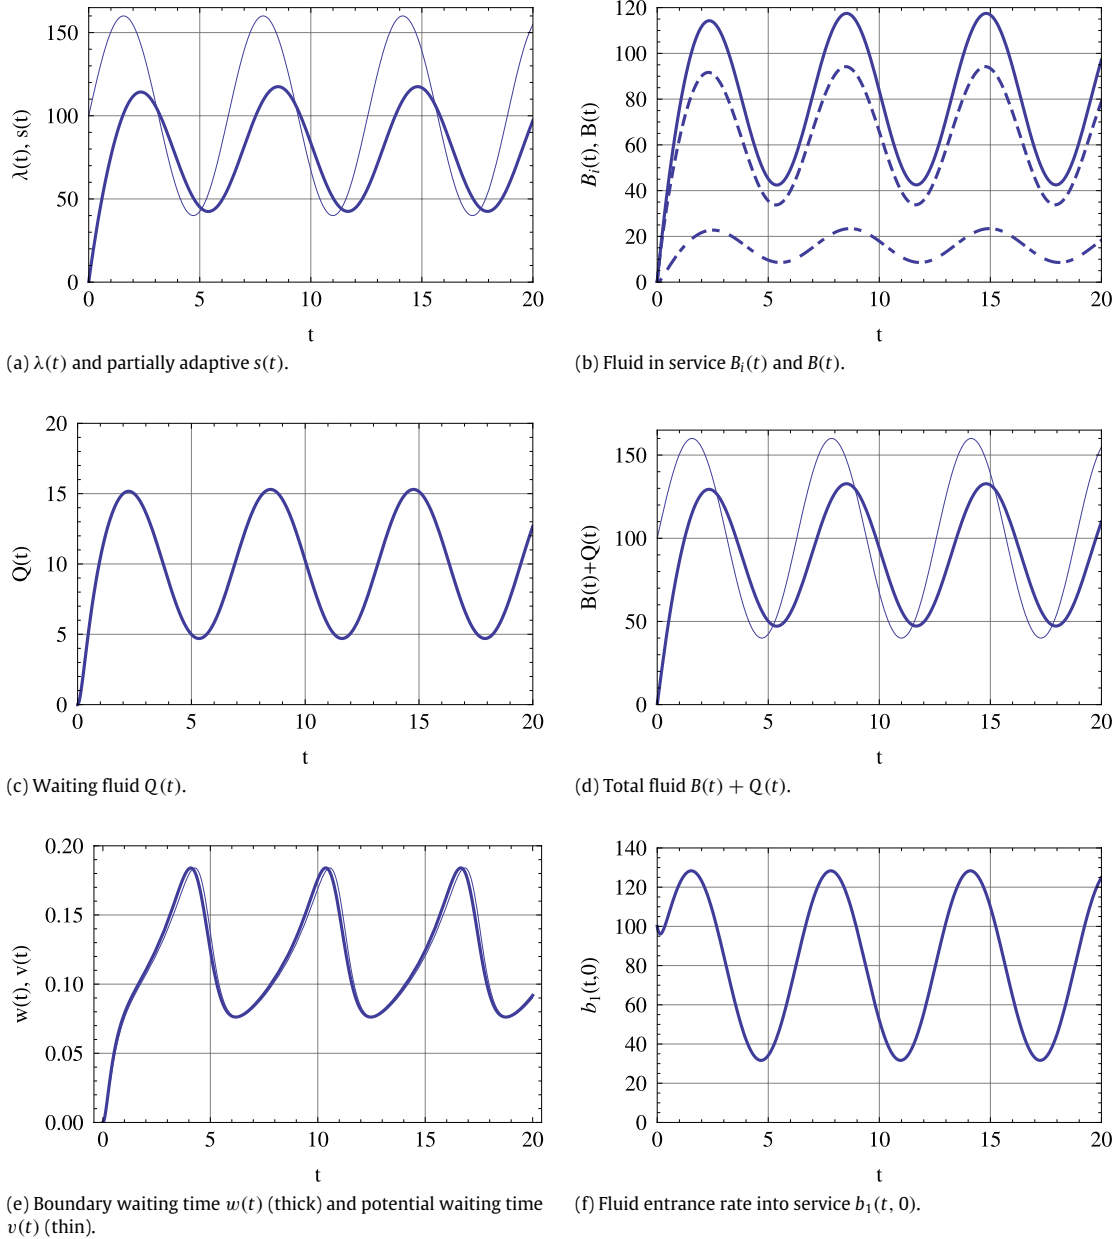 150
100
50
0
λ(t), s(t)
0 5 10 15 20
t
(a) λ(t) and partially adaptive s(t).
120
100
80
60
40
20
0
B_i(t), B(t)
0 5 10 15 20
t
(b) Fluid in service B_i(t) and B(t).
20
15
10
5
0
Q(t)
0 5 10 15 20
t
(c) Waiting fluid Q(t).
150
100
50
0
B(t)+Q(t)
0 5 10 15 20
t
(d) Total fluid B(t) + Q(t).
0.20
0.15
0.10
0.05
0.00
w(t), v(t)
0 5 10 15 20
t
(e) Boundary waiting time w(t) (thick) and potential waiting time
v(t) (thin).
140
120
100
80
60
40
20
0
b_1(t,0)
0 5 10 15 20
t
(f) Fluid entrance rate into service b_1(t, 0).